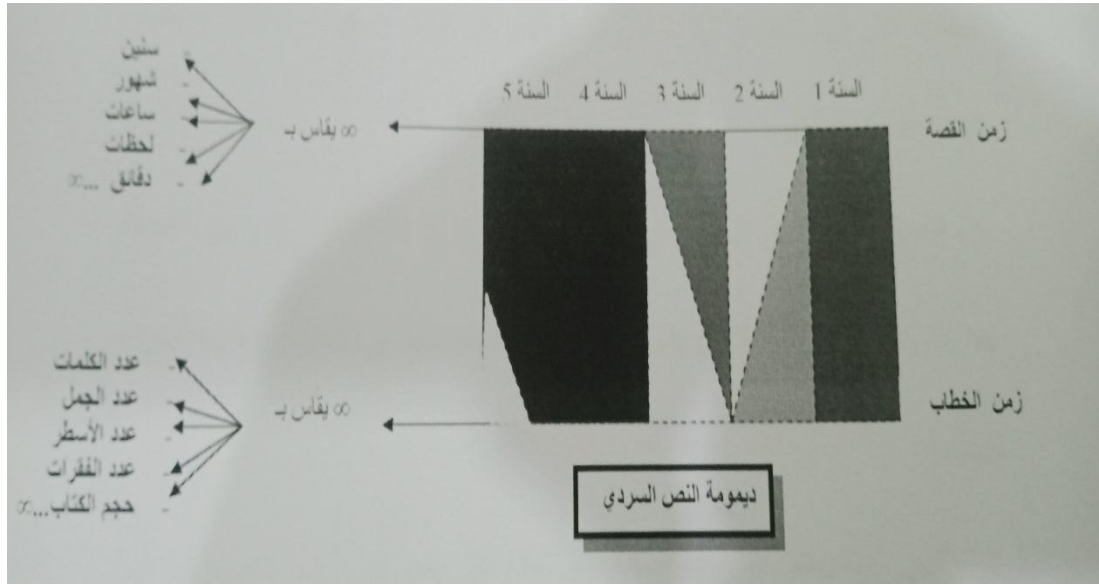 السنة 1 السنة 2 السنة 3 السنة 4 السنة 5
زمن القصة
∞ يقاس بـ
- سنين
- شهور
- ساعات
- لحظات
- دقائق ...∞
زمن الخطاب
∞ يقاس بـ
- عدد الكلمات
- عدد الجمل
- عدد الأسطر
- عدد الفقرات
- حجم الكتاب...∞
ديمومة النص السردي